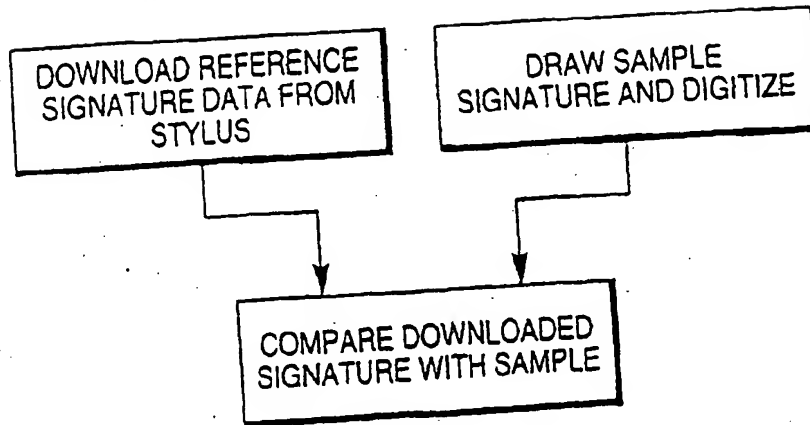 DOWNLOAD REFERENCE
SIGNATURE DATA FROM
STYLUS
DRAW SAMPLE
SIGNATURE AND DIGITIZE
COMPARE DOWNLOADED
SIGNATURE WITH SAMPLE